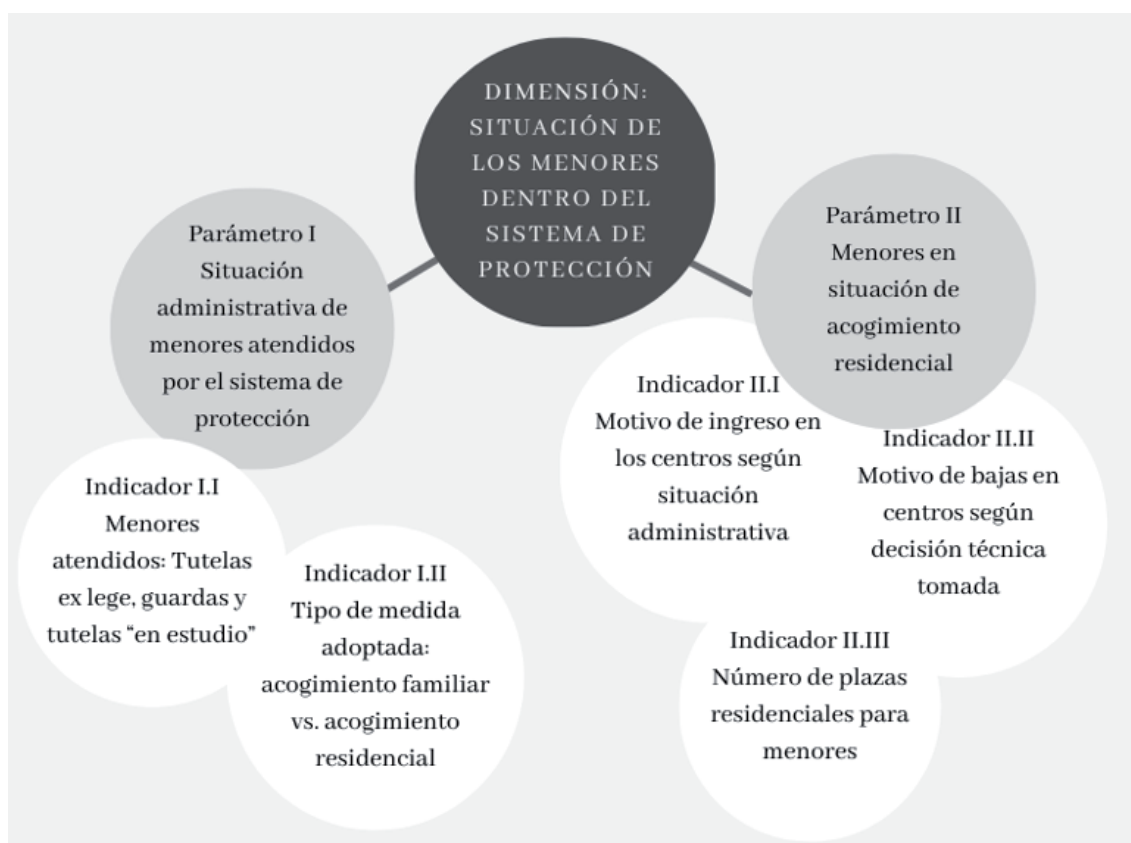 DIMENSIÓN:
SITUACIÓN DE
LOS MENORES
DENTRO DEL
SISTEMA DE
PROTECCIÓN
Parámetro I
Situación
administrativa de
menores atendidos
por el sistema de
protección
Indicador I.I
Menores
atendidos: Tutelas
ex lege, guardas y
tutelas “en estudio”
Indicador I.II
Tipo de medida
adoptada:
acogimiento familiar
vs. acogimiento
residencial
Parámetro II
Menores en
situación de
acogimiento
residencial
Indicador II.I
Motivo de ingreso en
los centros según
situación
administrativa
Indicador II.II
Motivo de bajas en
centros según
decisión técnica
tomada
Indicador II.III
Número de plazas
residenciales para
menores